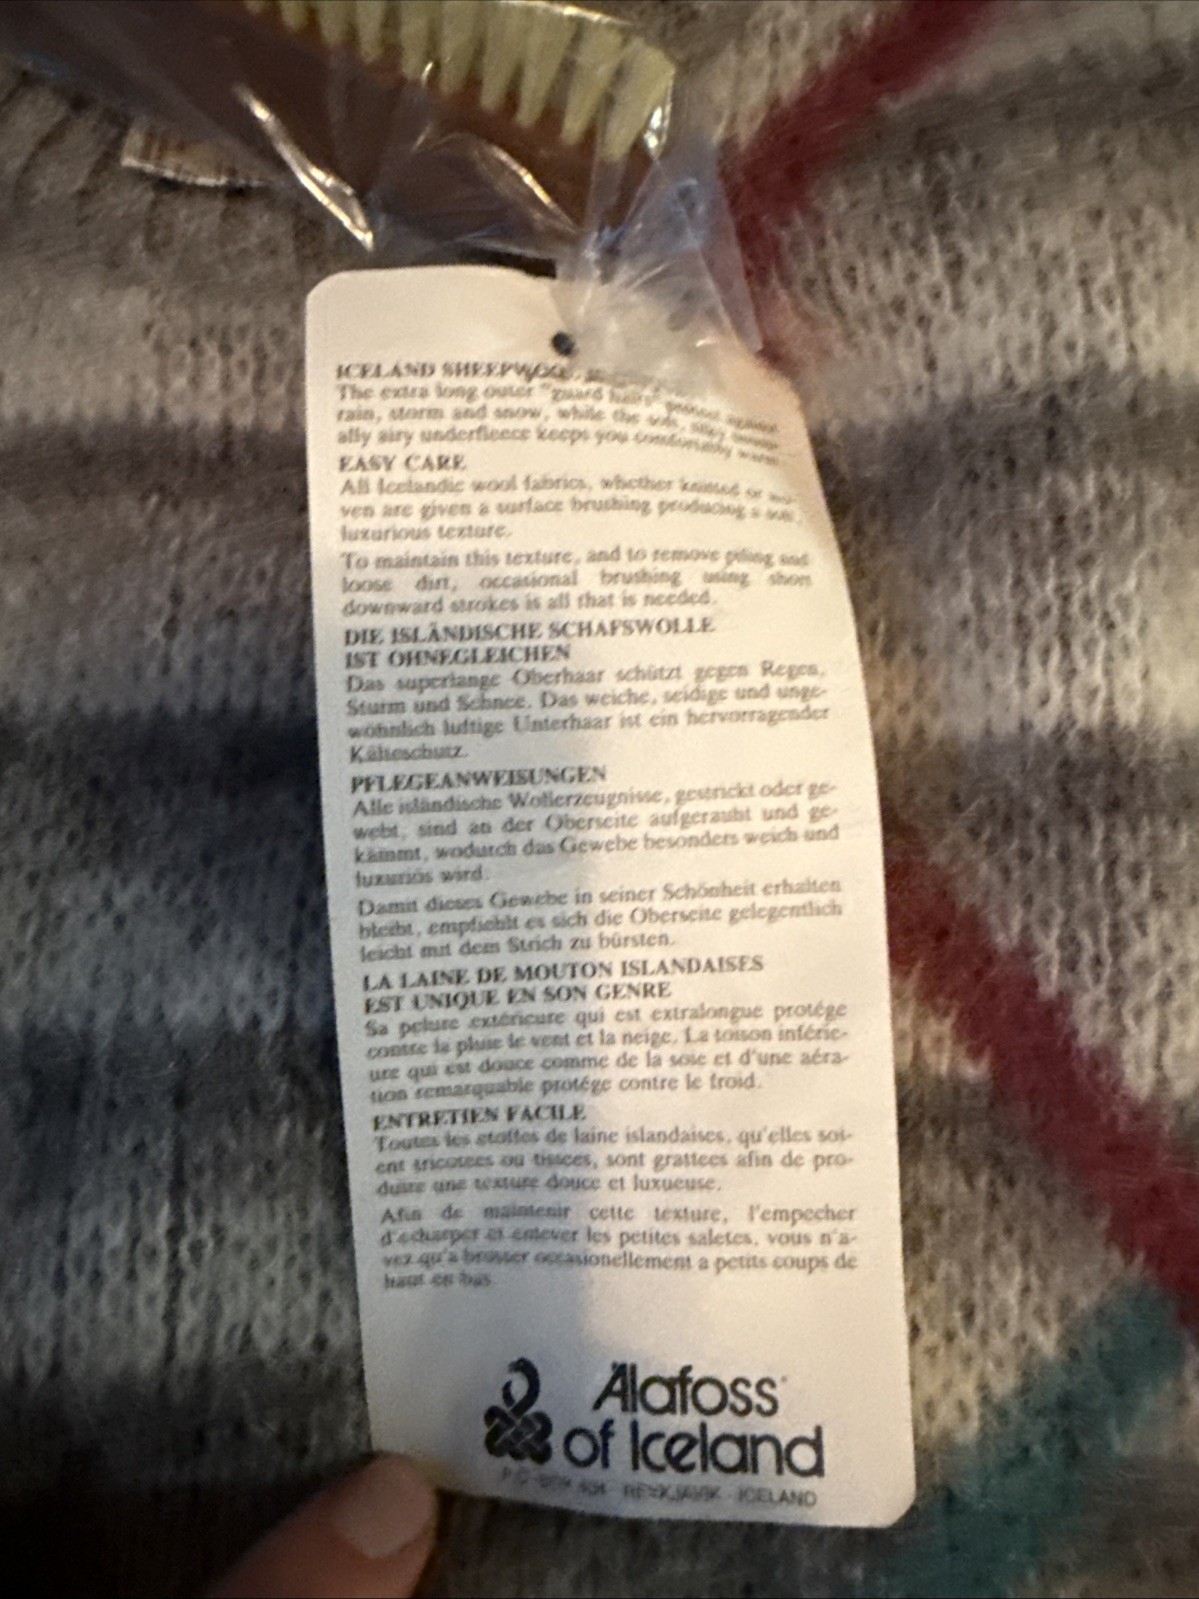 ICELAND SHEEPWOOL
The extra long outer "guard hairs" protect against
rain, storm and snow, while the soft, silky
ally airy underfleece keeps you comfortably warm.
EASY CARE
All Icelandic wool fabrics, whether knitted or wo-
ven are given a surface brushing producing a soft,
luxurious texture.
To maintain this texture, and to remove piling and
loose dirt, occasional brushing using short
downward strokes is all that is needed.
DIE ISLÄNDISCHE SCHAFSWOLLE
IST OHNEGLEICHEN
Das superlange Oberhaar schützt gegen Regen,
Sturm und Schnee. Das weiche, seidige und unge-
wöhnlich luftige Unterhaar ist ein hervorragender
Kälteschutz.
PFLEGEANWEISUNGEN
Alle isländische Wollerzeugnisse, gestrickt oder ge-
webt, sind an der Oberseite aufgerauht und ge-
kämmt, wodurch das Gewebe besonders weich und
luxuriös wird.
Damit dieses Gewebe in seiner Schönheit erhalten
bleibt, empfiehlt es sich die Oberseite gelegentlich
leicht mit dem Strich zu bürsten.
LA LAINE DE MOUTON ISLANDAISES
EST UNIQUE EN SON GENRE
Sa pelure extérieure qui est extralongue protége
contre la pluie le vent et la neige. La toison inférie-
ure qui est douce comme de la soie et d'une aéra-
tion remarquable protége contre le froid.
ENTRETIEN FACILE
Toutes les etoffes de laine islandaises, qu'elles soi-
ent tricotees ou tissees, sont grattees afin de pro-
duire une texture douce et luxueuse.
Afin de maintenir cette texture, l'empecher
d'echarper et enlever les petites saletes, vous n'a-
vez qu'a brosser occasionellement a petits coups de
haut en bas
Álafoss
of Iceland
P.O. BOX 404 · REYKJAVIK · ICELAND